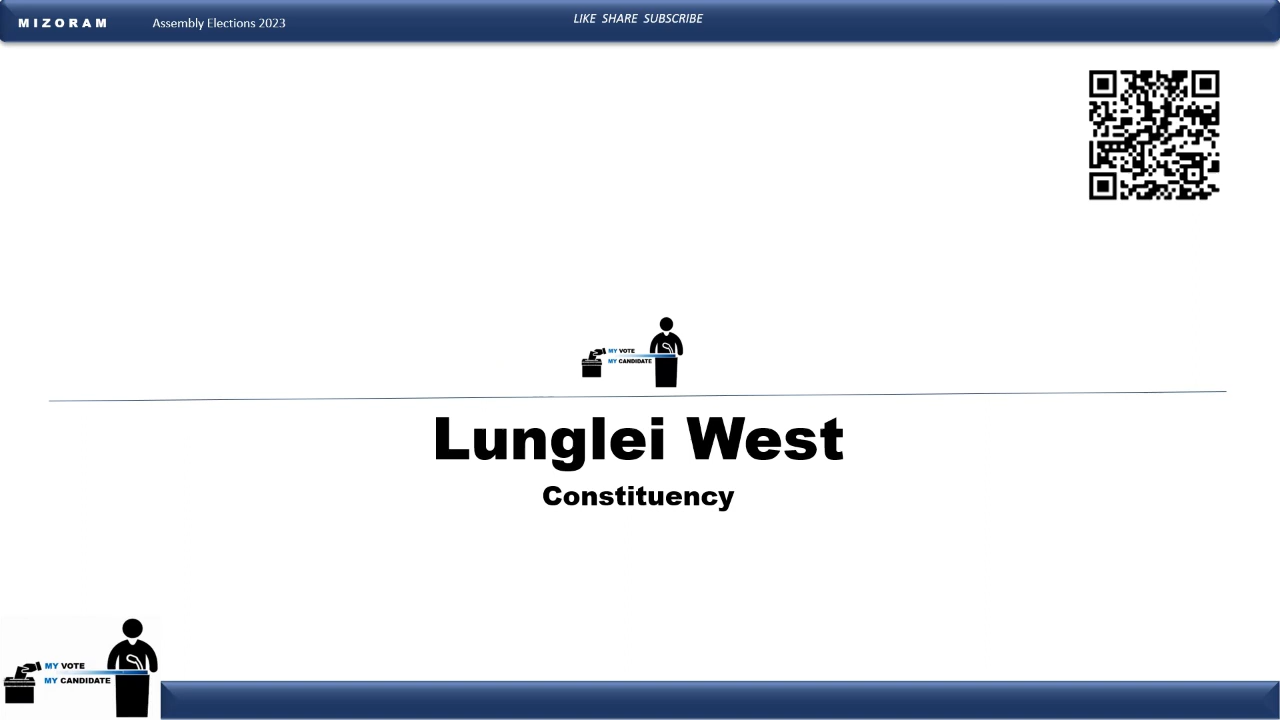 MIZORAM Assembly Elections 2023 LIKE SHARE SUBSCRIBE
MY VOTE
MY CANDIDATE
Lunglei West
Constituency
MY VOTE
MY CANDIDATE